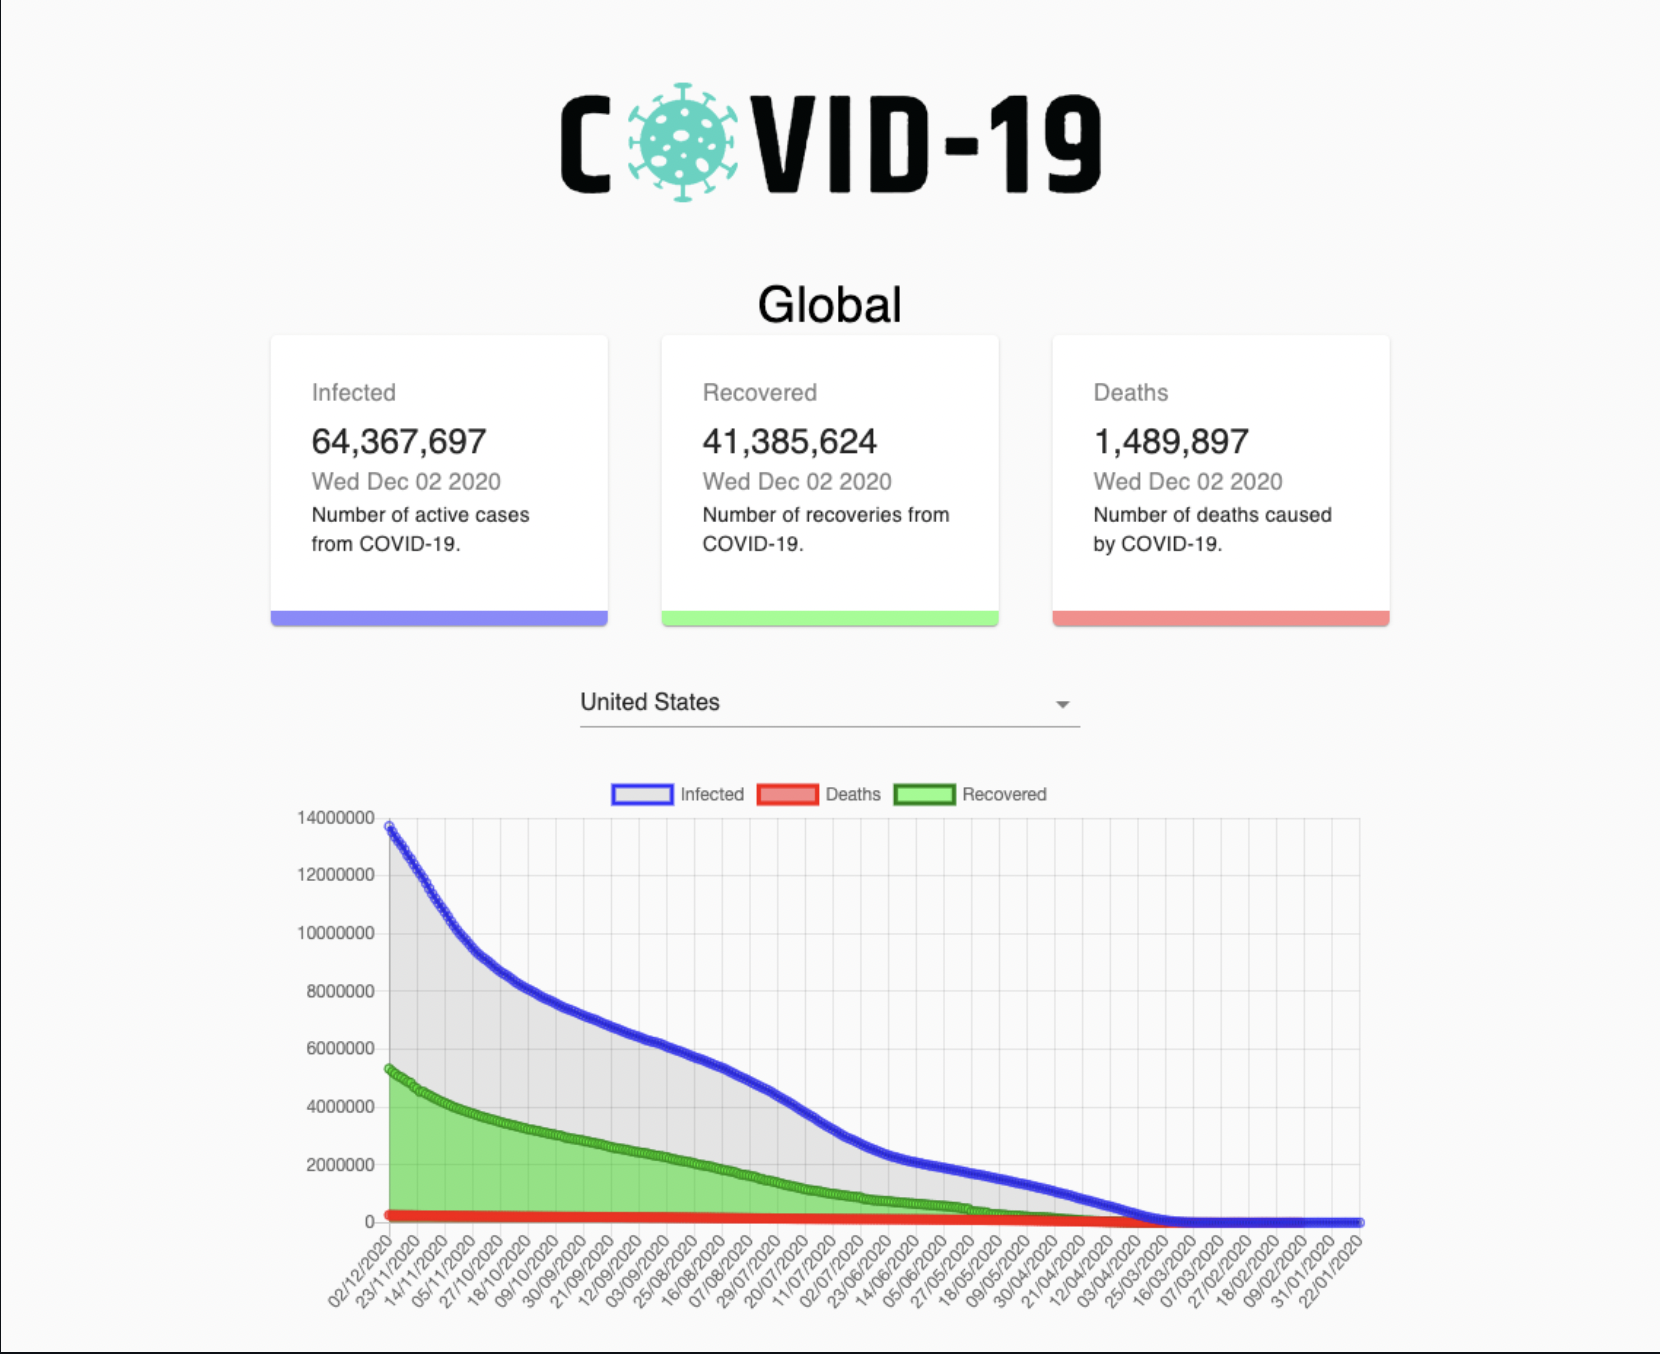 COVID-19
Global
Infected
64,367,697
Wed Dec 02 2020
Number of active cases
from COVID-19.
Recovered
41,385,624
Wed Dec 02 2020
Number of recoveries from
COVID-19.
Deaths
1,489,897
Wed Dec 02 2020
Number of deaths caused
by COVID-19.
United States
Infected Deaths Recovered
14000000
12000000
10000000
8000000
6000000
4000000
2000000
0
02/12/2020
23/11/2020
14/11/2020
05/11/2020
27/10/2020
18/10/2020
09/10/2020
30/09/2020
21/09/2020
12/09/2020
03/09/2020
25/08/2020
16/08/2020
07/08/2020
29/07/2020
20/07/2020
11/07/2020
02/07/2020
23/06/2020
14/06/2020
05/06/2020
27/05/2020
18/05/2020
09/05/2020
30/04/2020
21/04/2020
12/04/2020
03/04/2020
25/03/2020
16/03/2020
07/03/2020
27/02/2020
18/02/2020
09/02/2020
31/01/2020
22/01/2020